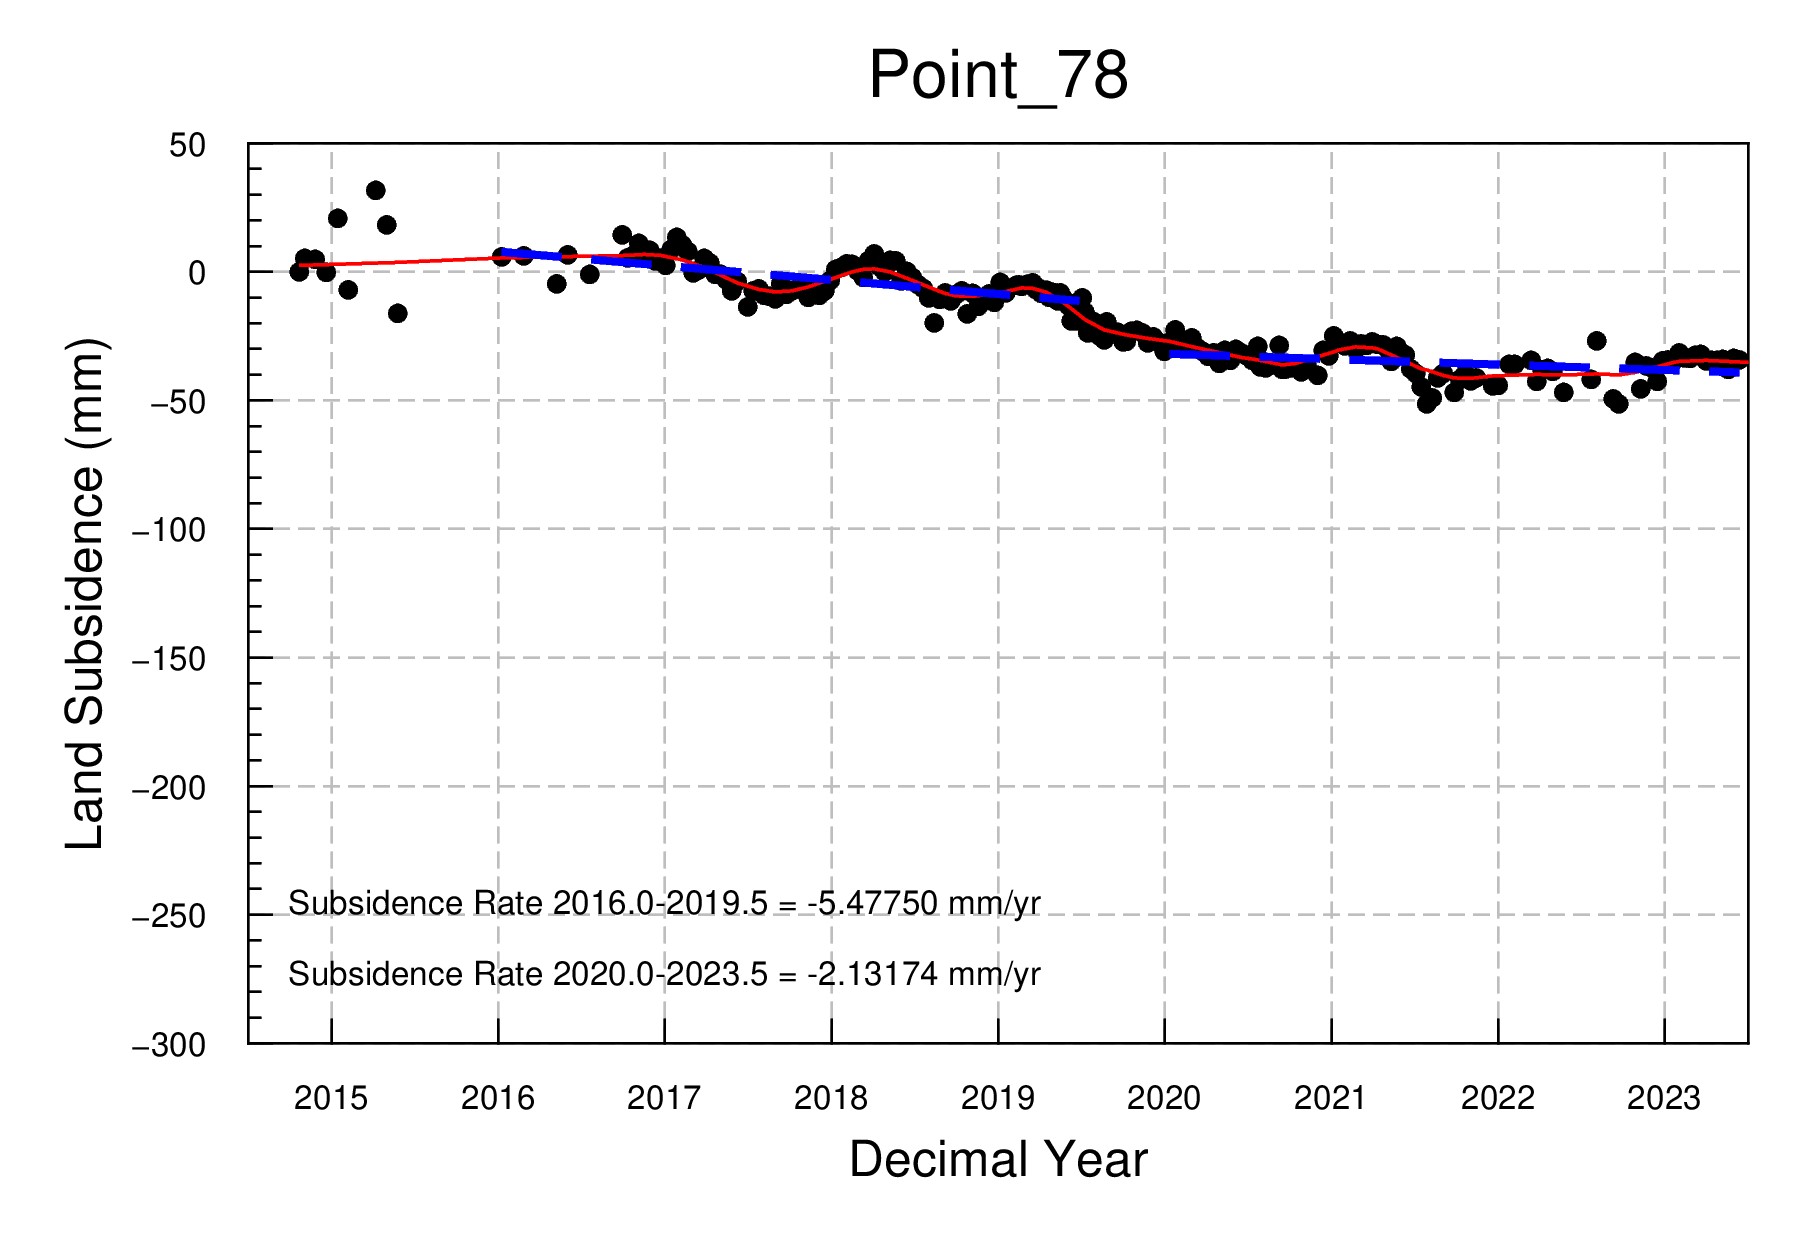 Point_78
50
0
−50
−100
−150
−200
−250
−300
Land Subsidence (mm)
Subsidence Rate 2016.0-2019.5 = -5.47750 mm/yr
Subsidence Rate 2020.0-2023.5 = -2.13174 mm/yr
2015 2016 2017 2018 2019 2020 2021 2022 2023
Decimal Year